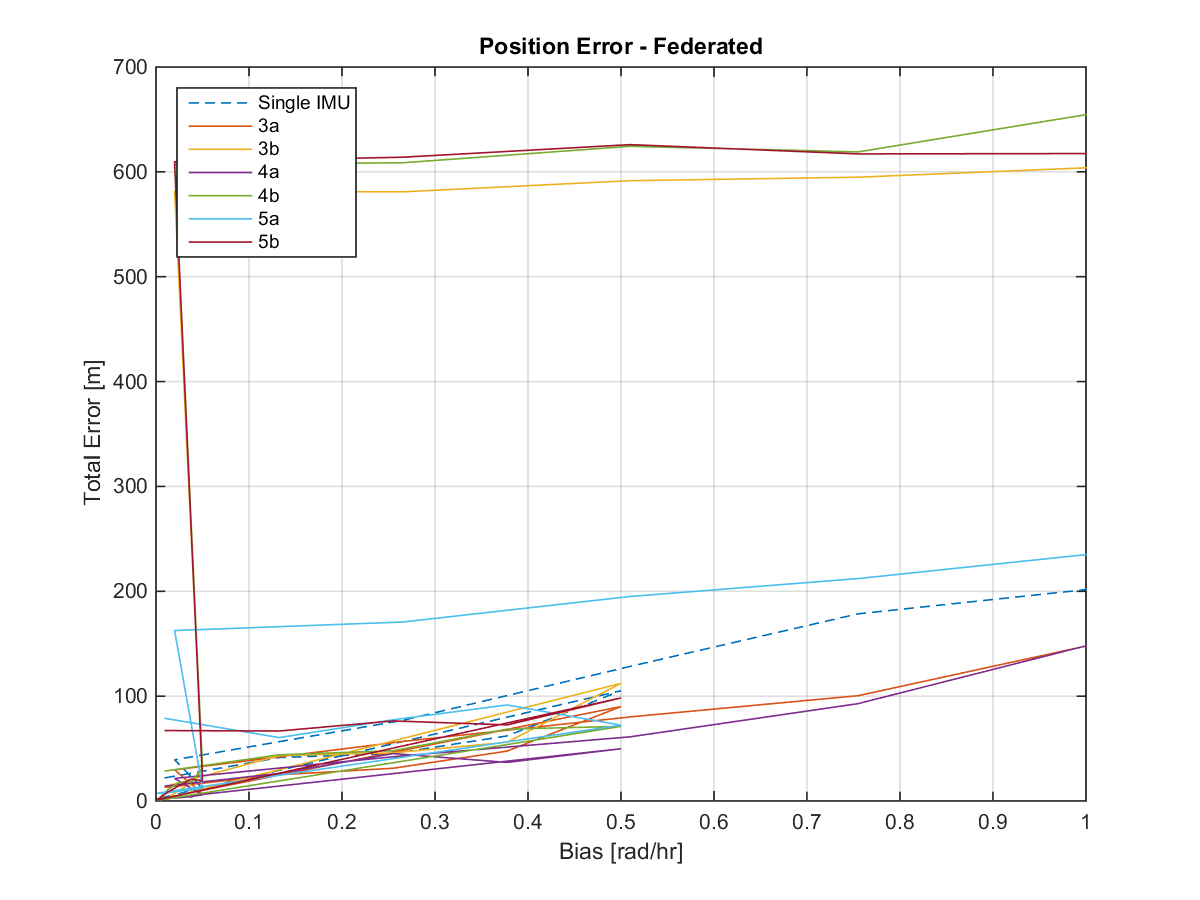 Position Error - Federated
700
600
500
400
300
200
100
0
Total Error [m]
Single IMU
3a
3b
4a
4b
5a
5b
0 0.1 0.2 0.3 0.4 0.5 0.6 0.7 0.8 0.9 1
Bias [rad/hr]